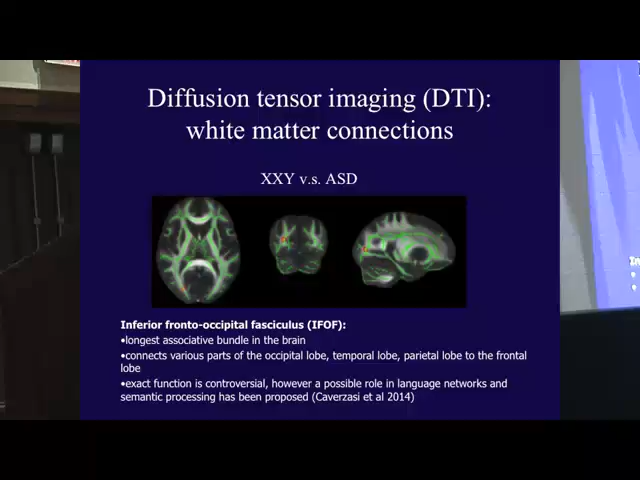 Diffusion tensor imaging (DTI):
white matter connections
XXY v.s. ASD
Inferior fronto-occipital fasciculus (IFOF):
•longest associative bundle in the brain
•connects various parts of the occipital lobe, temporal lobe, parietal lobe to the frontal
lobe
•exact function is controversial, however a possible role in language networks and
semantic processing has been proposed (Caverzasi et al 2014)